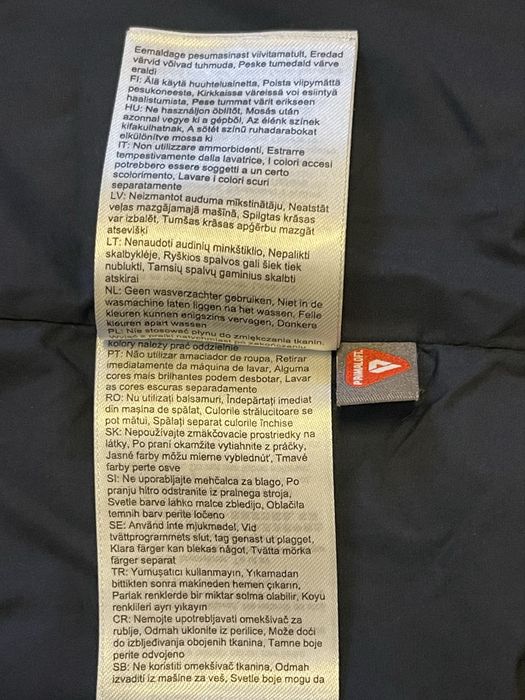 Eemaldage pesumasinast viivitamatult, Eredad
värvid võivad tuhmuda, Peske tumedaid värve
eraldi
FI: Älä käytä huuhteluainetta, Poista viipymättä
pesukoneesta, Kirkkaissa väreissä voi esiintyä
haalistumista, Pese tummat värit erikseen
HU: Ne használjon öblítőt, Mosás után
azonnal vegye ki a gépből, Az élénk színek
kifakulhatnak, A sötét színű ruhadarabokat
elkülönítve mossa ki
IT: Non utilizzare ammorbidenti, Estrarre
tempestivamente dalla lavatrice, I colori accesi
potrebbero essere soggetti a un certo
scolorimento, Lavare i colori scuri
separatamente
LV: Neizmantot auduma mīkstinātāju, Neatstāt
veļas mazgājamajā mašīnā, Spilgtas krāsas
var izbalēt, Tumšas krāsas apģērbu mazgāt
atsevišķi
LT: Nenaudoti audinių minkštiklio, Nepalikti
skalbyklėje, Ryškios spalvos gali šiek tiek
nublukti, Tamsių spalvų gaminius skalbti
atskirai
NL: Geen wasverzachter gebruiken, Niet in de
wasmachine laten liggen na het wassen, Felle
kleuren kunnen enigszins vervagen, Donkere
kleuren apart wassen
PL: Nie stosować płynu do zmiękczania tkanin,
kolory należy prać oddzielnie
PT: Não utilizar amaciador de roupa, Retirar
imediatamente da máquina de lavar, Alguma
cores mais brilhantes podem desbotar, Lavar
as cores escuras separadamente
RO: Nu utilizați balsamuri, Îndepărtați imediat
din mașina de spălat, Culorile strălucitoare se
pot mătui, Spălați separat culorile închise
SK: Nepoužívajte zmäkčovacie prostriedky na
látky, Po praní okamžite vytiahnite z práčky,
Jasné farby môžu mierne vyblednúť, Tmavé
farby perte osve
SI: Ne uporabljajte mehčalca za blago, Po
pranju hitro odstranite iz pralnega stroja,
Svetle barve lahko malce zbledijo, Oblačila
temnih barv perite ločeno
SE: Använd inte mjukmedel, Vid
tvättprogrammets slut, tag genast ut plagget,
Klara färger kan blekas något, Tvätta mörka
färger separat
TR: Yumuşatıcı kullanmayın, Yıkamadan
bittikten sonra makineden hemen çıkarın,
Parlak renklerde bir miktar solma olabilir, Koyu
renklileri ayrı yıkayın
CR: Nemojte upotrebljavati omekšivač za
rublje, Odmah uklonite iz perilice, Može doći
do izbljeđivanja obojenih tkanina, Tamne boje
perite odvojeno
SB: Ne koristiti omekšivač tkanina, Odmah
izvaditi iz mašine za veš, Svetle boje mogu da
PRIMALOFT